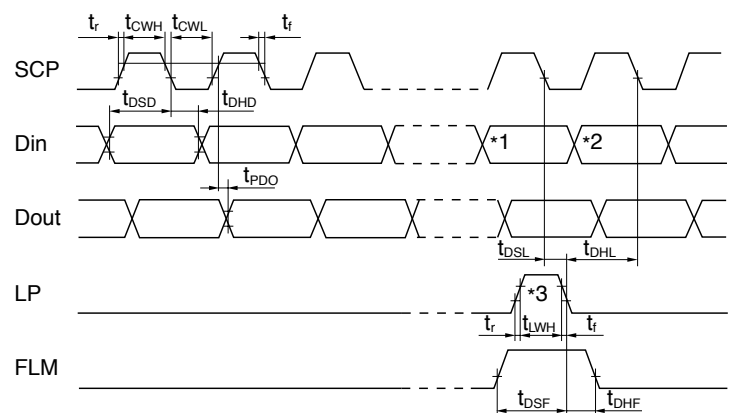 tr tCWH tCWL tf
SCP
tDSD tDHD
Din *1 *2
tPDO
Dout
tDSL tDHL
LP *3
tr tLWH tf
FLM
tDSF tDHF